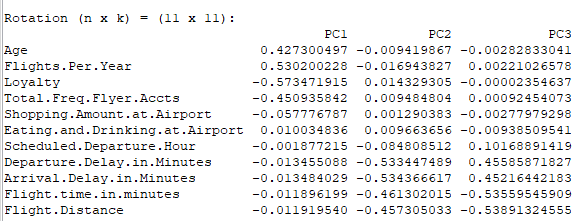 Rotation (n x k) = (11 x 11):
PC1 PC2 PC3
Age 0.427300497 -0.009419867 -0.00282833041
Flights.Per.Year 0.530200228 -0.016943827 0.00221026578
Loyalty -0.573471915 0.014329305 -0.00002354637
Total.Freq.Flyer.Accts -0.450935842 0.009484804 0.00092454073
Shopping.Amount.at.Airport -0.057776787 0.001290383 -0.00277979298
Eating.and.Drinking.at.Airport 0.010034836 0.009663656 -0.00938509541
Scheduled.Departure.Hour -0.001877215 -0.084808512 0.10168891419
Departure.Delay.in.Minutes -0.013455088 -0.533447489 0.45585871827
Arrival.Delay.in.Minutes -0.013484029 -0.534366617 0.45216442183
Flight.time.in.minutes -0.011896199 -0.461302015 -0.53559545909
Flight.Distance -0.011919540 -0.457305033 -0.53891324555